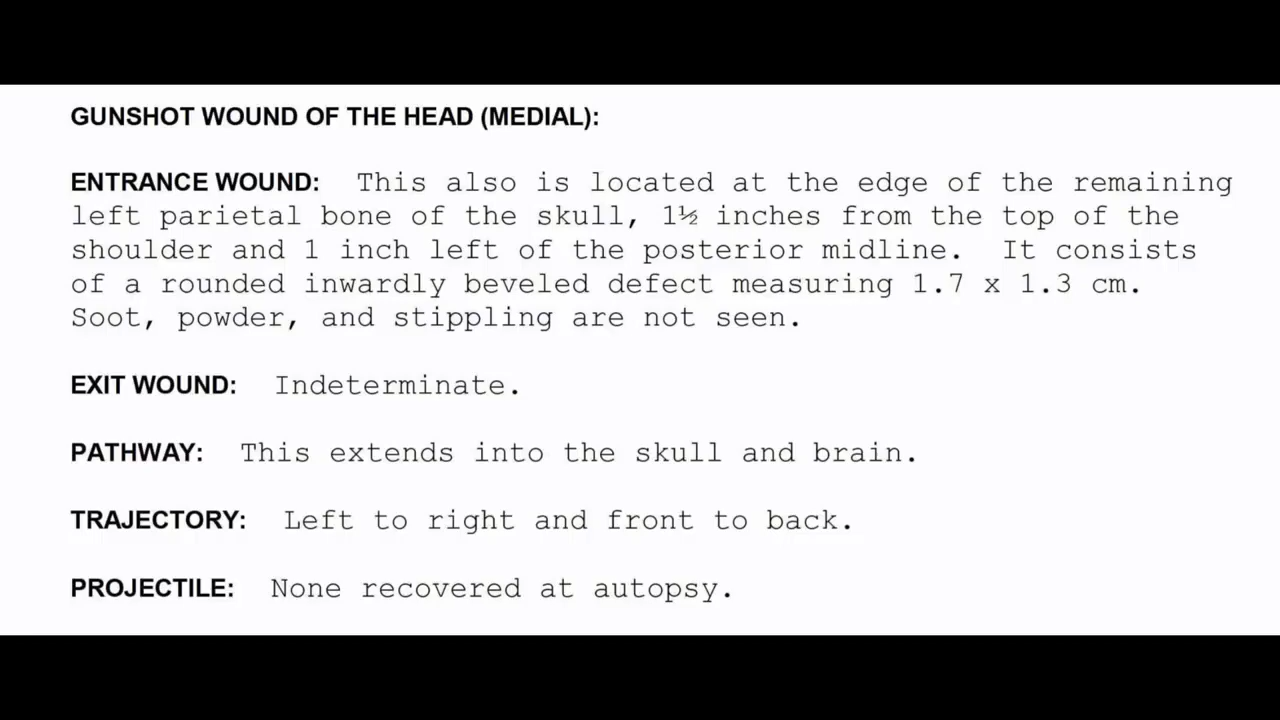 GUNSHOT WOUND OF THE HEAD (MEDIAL):
ENTRANCE WOUND: This also is located at the edge of the remaining
left parietal bone of the skull, 1½ inches from the top of the
shoulder and 1 inch left of the posterior midline. It consists
of a rounded inwardly beveled defect measuring 1.7 x 1.3 cm.
Soot, powder, and stippling are not seen.
EXIT WOUND: Indeterminate.
PATHWAY: This extends into the skull and brain.
TRAJECTORY: Left to right and front to back.
PROJECTILE: None recovered at autopsy.